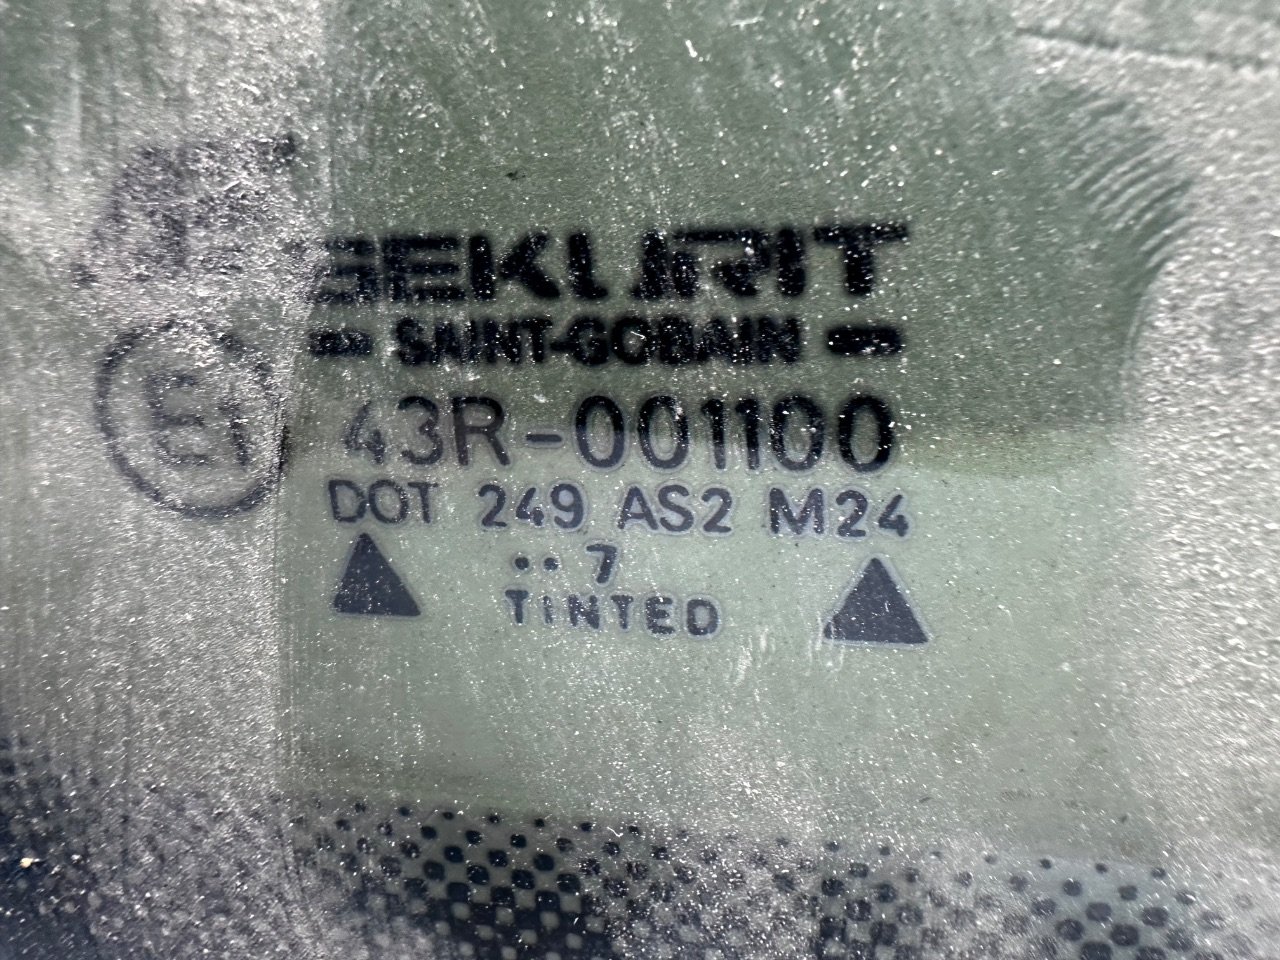 SEKURIT
SAINT-GOBAIN
E1
43R-001100
DOT 249 AS2 M24
.. 7
TINTED